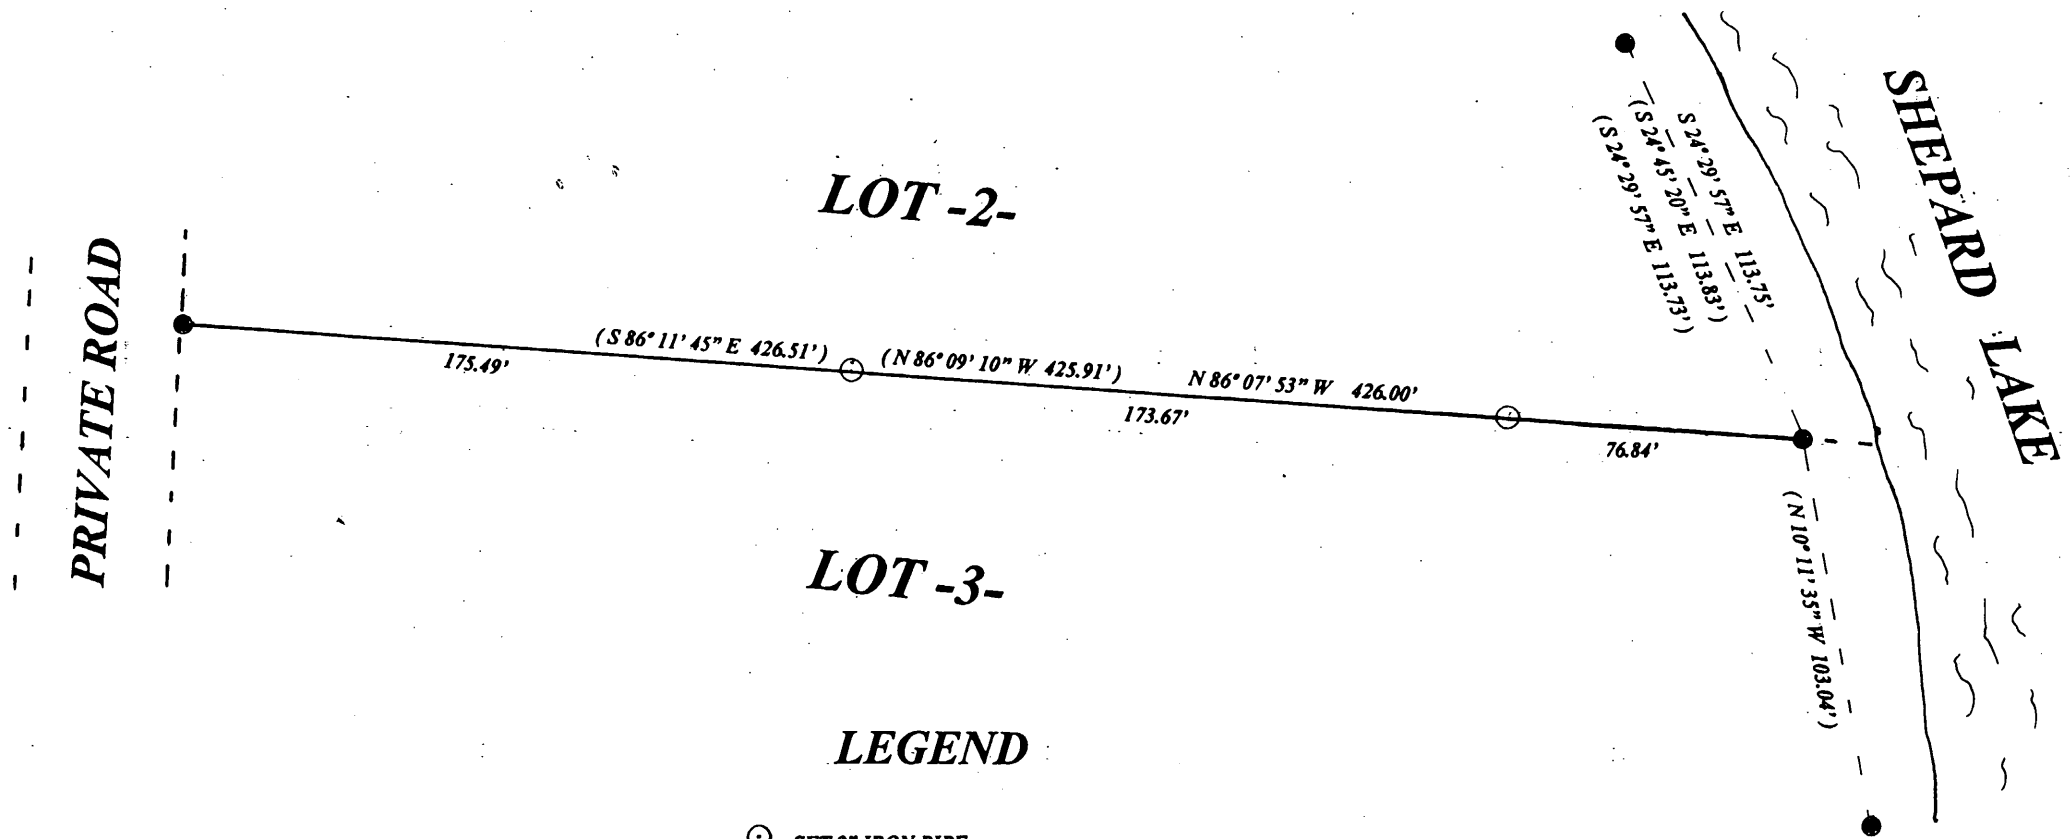 SHEPARD LAKE
S 24° 29' 57" E 113.75'
(S 24° 45' 20" E 113.83')
(S 24° 29' 57" E 113.73')
LOT -2-
PRIVATE ROAD
(S 86° 11' 45" E 426.51')
(N 86° 09' 10" W 425.91')
N 86° 07' 53" W 426.00'
175.49'
173.67'
76.84'
(N 10° 11' 35" W 103.04')
LOT -3-
LEGEND
IRON PIPE